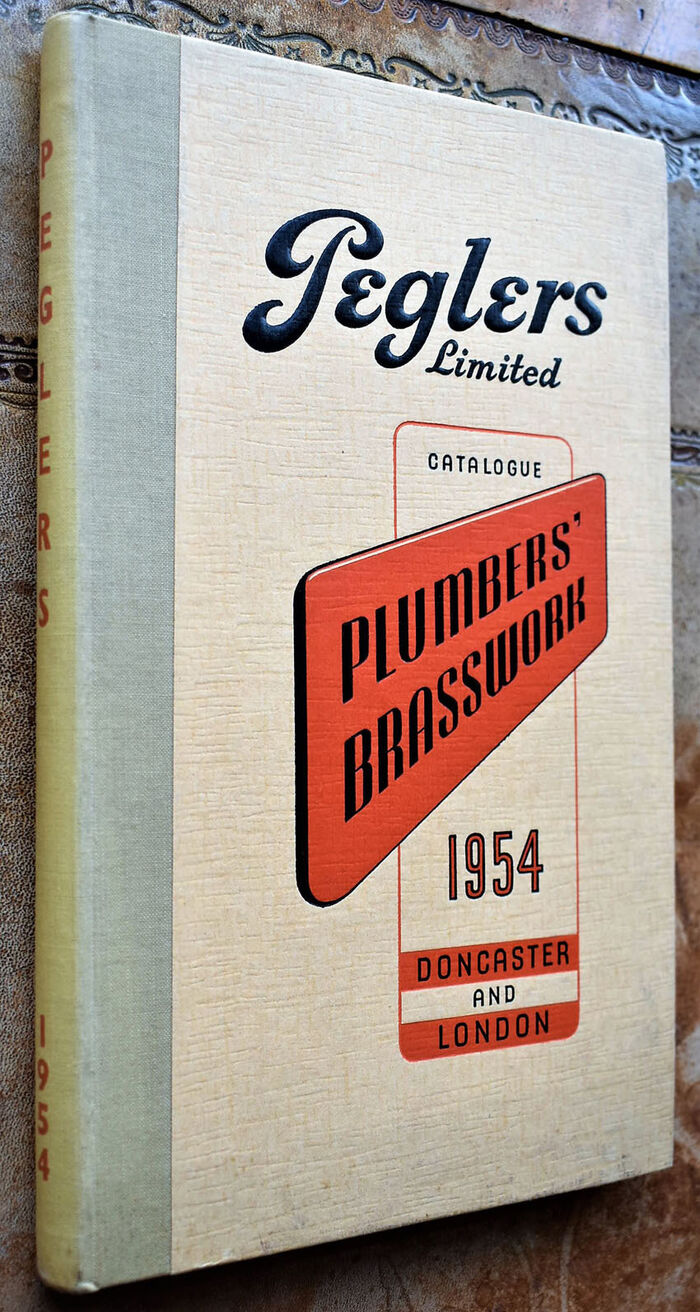 PEGLERS
1954
Peglers
Limited
CATALOGUE
PLUMBERS'
BRASSWORK
1954
DONCASTER
AND
LONDON